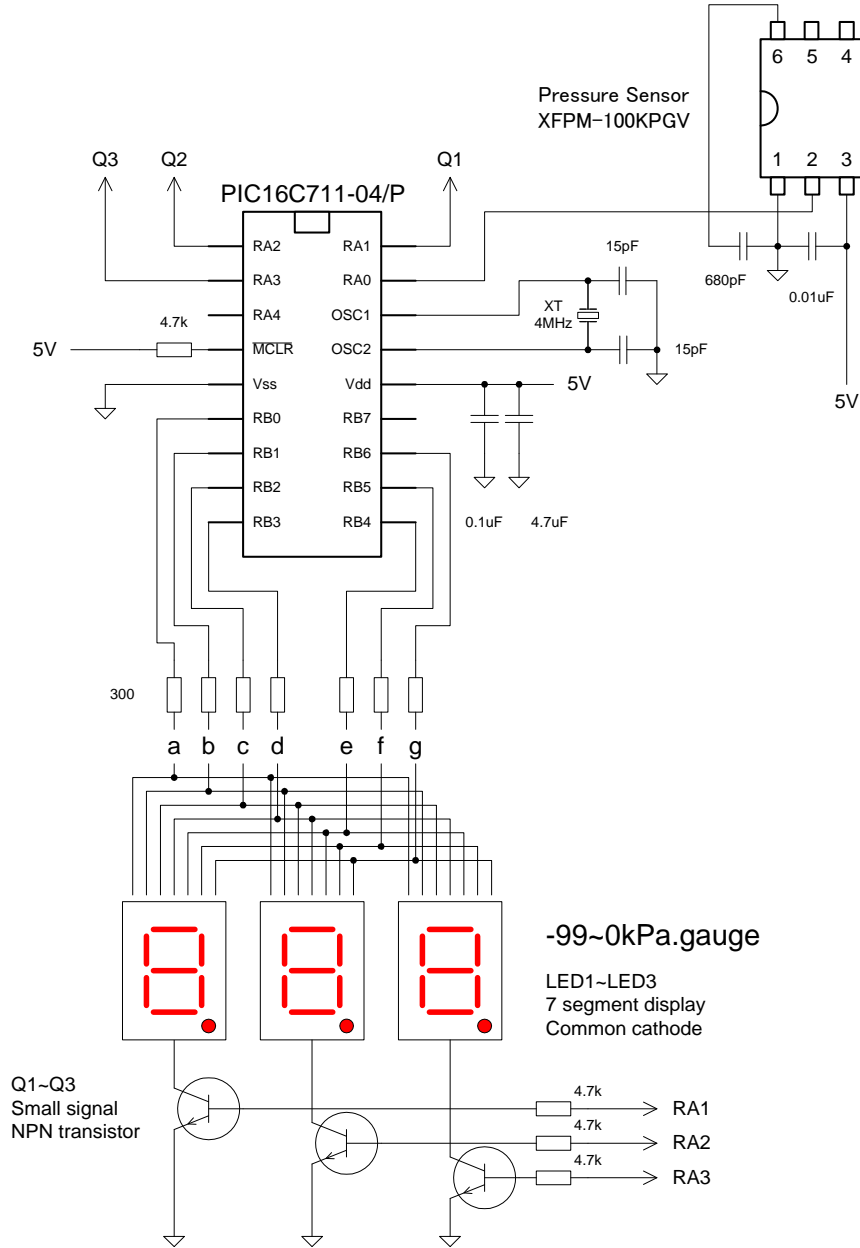 6 5 4
Pressure Sensor
XFPM-100KPGV
1 2 3
Q3 Q2 Q1
PIC16C711-04/P
RA2 RA1
RA3 RA0
RA4 OSC1
MCLR OSC2
Vss Vdd
RB0 RB7
RB1 RB6
RB2 RB5
RB3 RB4
15pF
680pF
0.01uF
XT
4MHz
15pF
4.7k
5V
5V
5V
0.1uF 4.7uF
300
a b c d e f g
-99~0kPa.gauge
LED1~LED3
7 segment display
Common cathode
Q1~Q3
Small signal
NPN transistor
4.7k
RA1
4.7k
RA2
4.7k
RA3